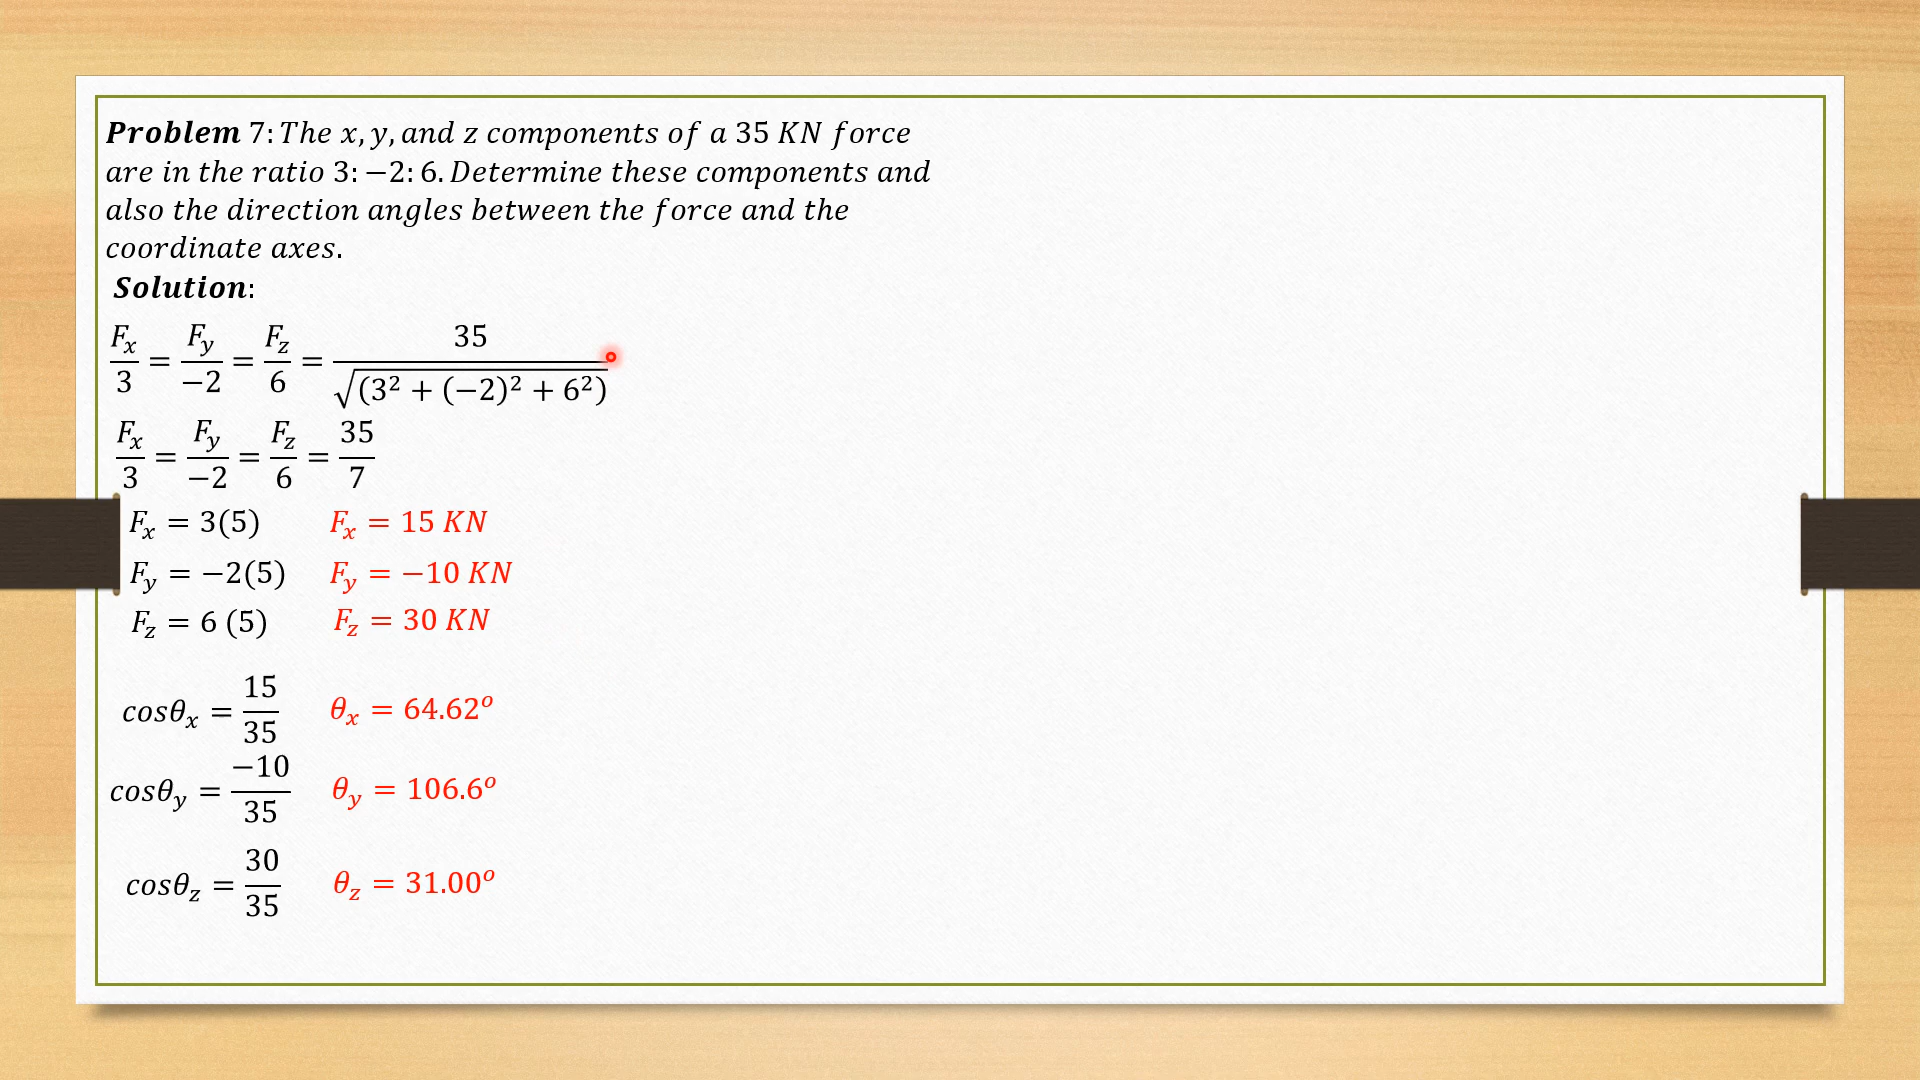 Problem 7: The x, y, and z components of a 35 KN force
are in the ratio 3: −2: 6. Determine these components and
also the direction angles between the force and the
coordinate axes.
Solution:
Fx/3 = Fy/−2 = Fz/6 = 35/√(3² + (−2)² + 6²)
Fx/3 = Fy/−2 = Fz/6 = 35/7
Fx = 3(5) Fx = 15 KN
Fy = −2(5) Fy = −10 KN
Fz = 6 (5) Fz = 30 KN
cosθx = 15/35 θx = 64.62°
cosθy = −10/35 θy = 106.6°
cosθz = 30/35 θz = 31.00°